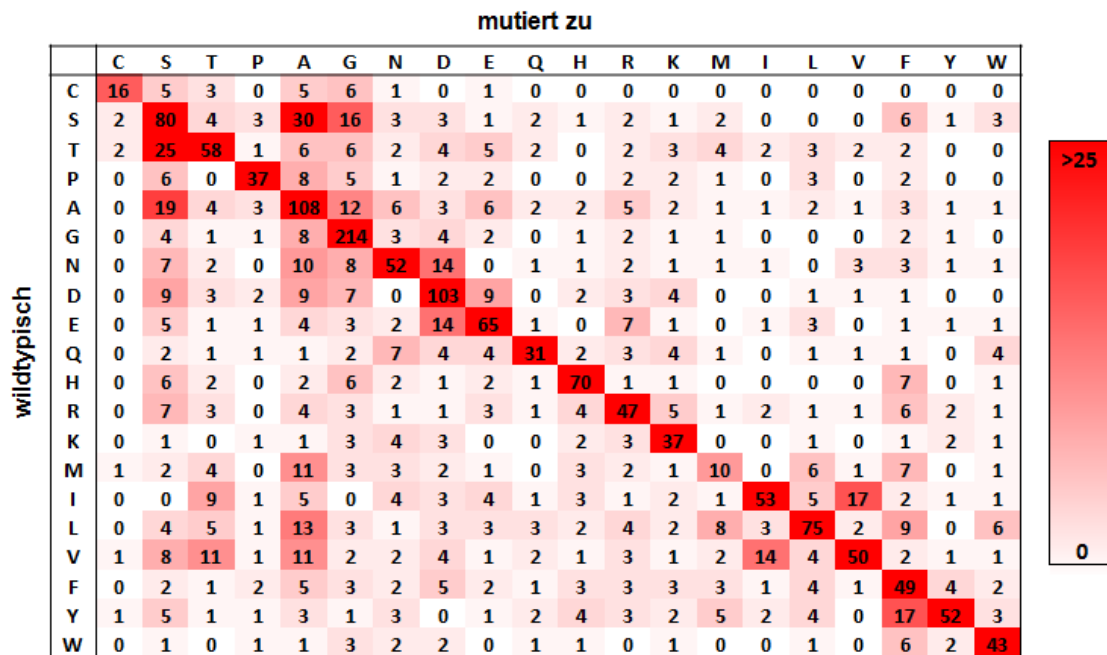 mutiert zu
C S T P A G N D E Q H R K M I L V F Y W
C 16 5 3 0 5 6 1 0 1 0 0 0 0 0 0 0 0 0 0 0
S 2 80 4 3 30 16 3 3 1 2 1 2 1 2 0 0 0 6 1 3
T 2 25 58 1 6 6 2 4 5 2 0 2 3 4 2 3 2 2 0 0
>25
P 0 6 0 37 8 5 1 2 2 0 0 2 2 1 0 3 0 2 0 0
A 0 19 4 3 108 12 6 3 6 2 2 5 2 1 1 2 1 3 1 1
G 0 4 1 1 8 214 3 4 2 0 1 2 1 1 0 0 0 2 1 0
N 0 7 2 0 10 8 52 14 0 1 1 2 1 1 1 0 3 3 1 1
wildtypisch
D 0 9 3 2 9 7 0 103 9 0 2 3 4 0 0 1 1 1 0 0
E 0 5 1 1 4 3 2 14 65 1 0 7 1 0 1 3 0 1 1 1
Q 0 2 1 1 1 2 7 4 4 31 2 3 4 1 0 1 1 1 0 4
H 0 6 2 0 2 6 2 1 2 1 70 1 1 0 0 0 0 7 0 1
R 0 7 3 0 4 3 1 1 3 1 4 47 5 1 2 1 1 6 2 1
K 0 1 0 1 1 3 4 3 0 0 2 3 37 0 0 1 0 1 2 1
M 1 2 4 0 11 3 3 2 1 0 3 2 1 10 0 6 1 7 0 1
I 0 0 9 1 5 0 4 3 4 1 3 1 2 1 53 5 17 2 1 1
L 0 4 5 1 13 3 1 3 3 3 2 4 2 8 3 75 2 9 0 6
V 1 8 11 1 11 2 2 4 1 2 1 3 1 2 14 4 50 2 1 1
0
F 0 2 1 2 5 3 2 5 2 1 3 3 3 3 1 4 1 49 4 2
Y 1 5 1 1 3 1 3 0 1 2 4 3 2 5 2 4 0 17 52 3
W 0 1 0 1 1 3 2 2 0 1 1 0 1 0 0 1 0 6 2 43